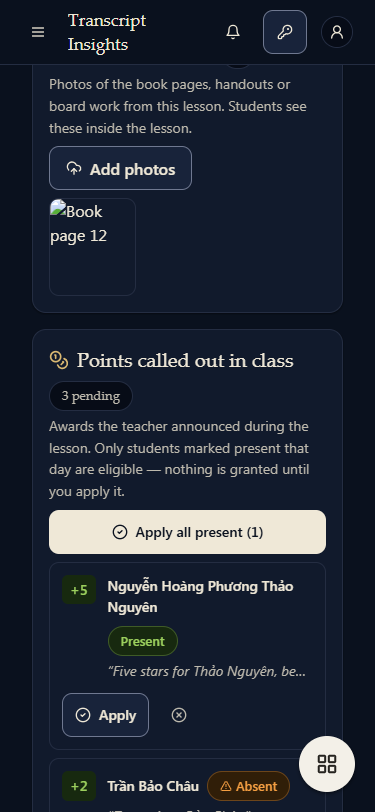 Transcript
Insights
Photos of the book pages, handouts or
board work from this lesson. Students see
these inside the lesson.
Add photos
Book
page 12
Points called out in class
3 pending
Awards the teacher announced during the
lesson. Only students marked present that
day are eligible — nothing is granted until
you apply it.
Apply all present (1)
+5
Nguyễn Hoàng Phương Thảo
Nguyên
Present
“Five stars for Thảo Nguyên, be...
Apply
+2
Trần Bảo Châu
Absent